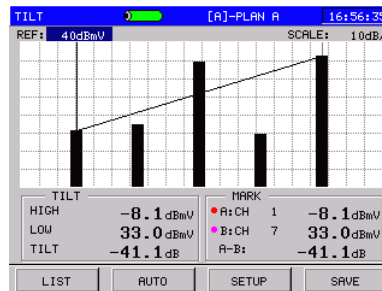 TILT [A]-PLAN A 16:56:35
REF: 40dBmV SCALE: 10dB/
TILT
HIGH -8.1dBmV
LOW 33.0dBmV
TILT -41.1dB
MARK
A:CH 1 -8.1dBmV
B:CH 7 33.0dBmV
A-B: -41.1dB
LIST AUTO SETUP SAVE